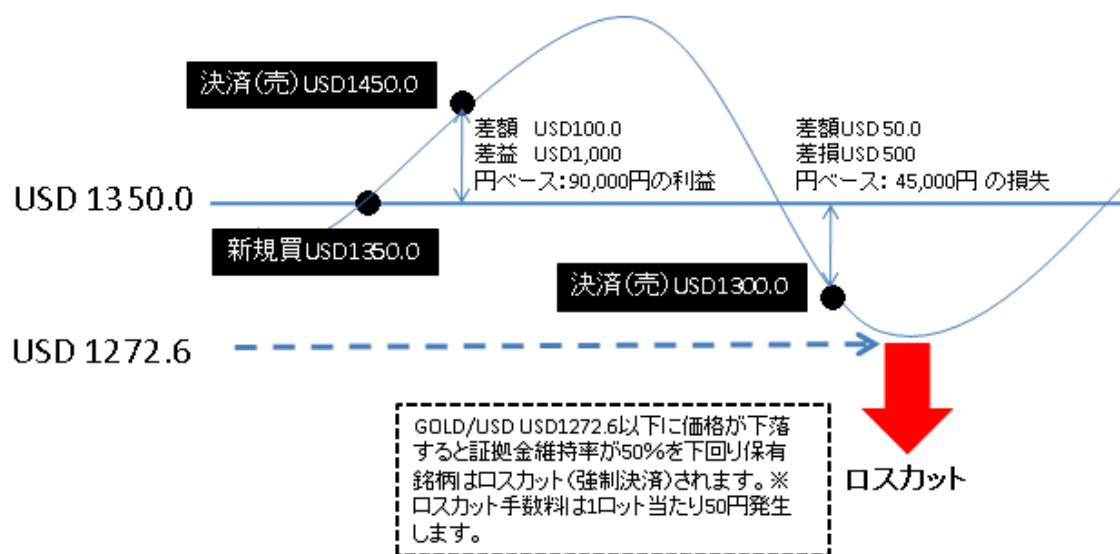 決済(売)USD1450.0
差額 USD100.0
差益 USD1,000
円ベース:90,000円の利益
差額USD50.0
差損USD500
円ベース: 45,000円 の損失
USD 1350.0
新規買USD1350.0
決済(売)USD1300.0
USD 1272.6
GOLD/USD USD1272.6以下に価格が下落
すると証拠金維持率が50%を下回り保有
銘柄はロスカット(強制決済)されます。※
ロスカット手数料は1ロット当たり50円発生
します。
ロスカット